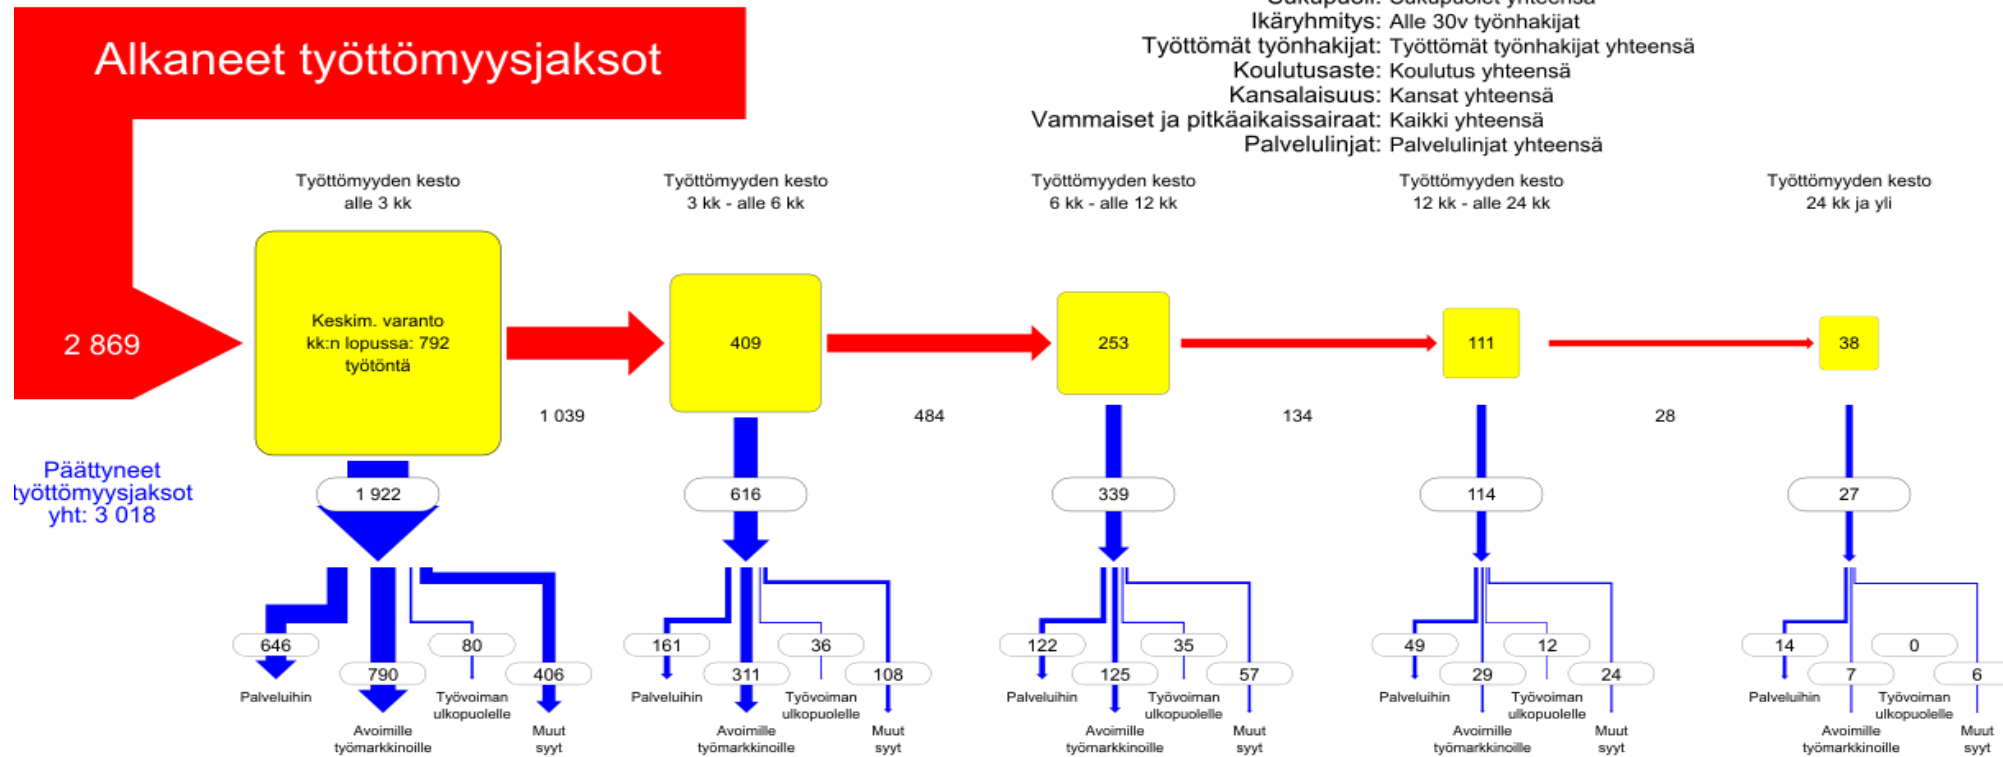 Sukupuoli: Sukupuolet yhteensä
Ikäryhmitys: Alle 30v työnhakijat
Työttömät työnhakijat: Työttömät työnhakijat yhteensä
Koulutusaste: Koulutus yhteensä
Kansalaisuus: Kansat yhteensä
Vammaiset ja pitkäaikaissairaat: Kaikki yhteensä
Palvelulinjat: Palvelulinjat yhteensä
Alkaneet työttömyysjaksot
Työttömyyden kesto
alle 3 kk
Työttömyyden kesto
3 kk - alle 6 kk
Työttömyyden kesto
6 kk - alle 12 kk
Työttömyyden kesto
12 kk - alle 24 kk
Työttömyyden kesto
24 kk ja yli
2 869
Keskim. varanto
kk:n lopussa: 792
työtöntä
409
253
111
38
1 039
484
134
28
Päättyneet
työttömyysjaksot
yht: 3 018
1 922
616
339
114
27
646
790
80
406
Palveluihin
Avoimille
työmarkkinoille
Työvoiman
ulkopuolelle
Muut
syyt
161
311
36
108
Palveluihin
Avoimille
työmarkkinoille
Työvoiman
ulkopuolelle
Muut
syyt
122
125
35
57
Palveluihin
Avoimille
työmarkkinoille
Työvoiman
ulkopuolelle
Muut
syyt
49
29
12
24
Palveluihin
Avoimille
työmarkkinoille
Työvoiman
ulkopuolelle
Muut
syyt
14
7
0
6
Palveluihin
Avoimille
työmarkkinoille
Työvoiman
ulkopuolelle
Muut
syyt